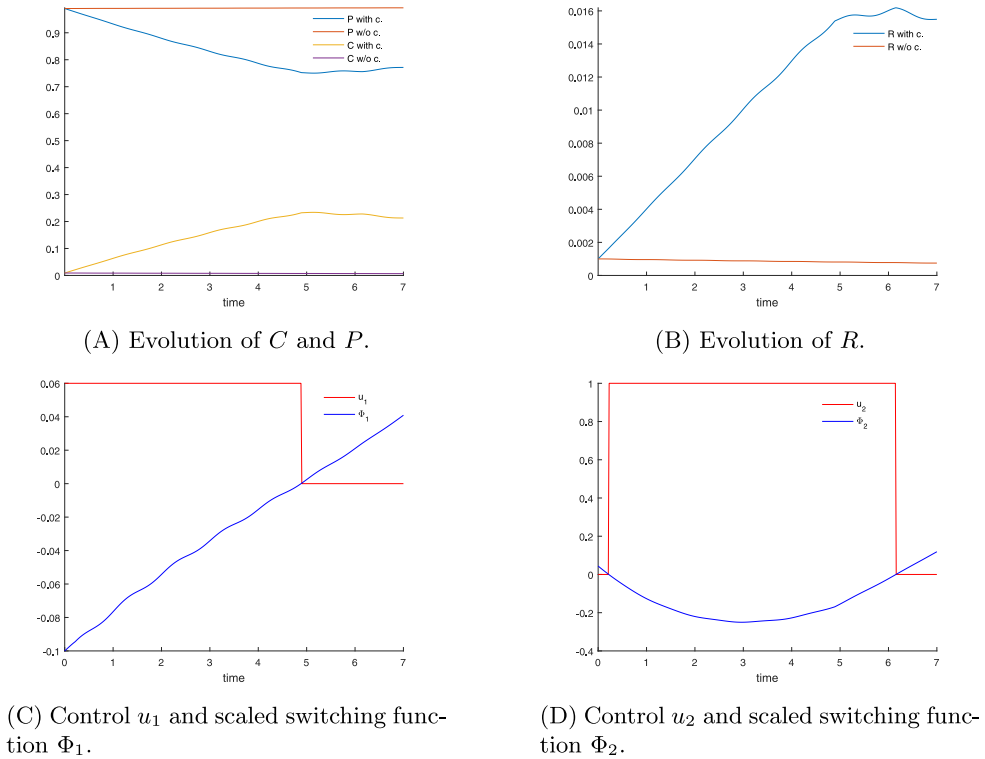 0.9
0.8
0.7
0.6
0.5
0.4
0.3
0.2
0.1
0
1 2 3 4 5 6 7
time
P with c.
P w/o c.
C with c.
C w/o c.
(A) Evolution of C and P.
0.016
0.014
0.012
0.01
0.008
0.006
0.004
0.002
0
1 2 3 4 5 6 7
time
R with c.
R w/o c.
(B) Evolution of R.
0.06
0.04
0.02
0
-0.02
-0.04
-0.06
-0.08
-0.1
0 1 2 3 4 5 6 7
time
u₁
Φ₁
(C) Control u₁ and scaled switching func-
tion Φ₁.
1
0.8
0.6
0.4
0.2
0
-0.2
-0.4
0 1 2 3 4 5 6 7
time
u₂
Φ₂
(D) Control u₂ and scaled switching func-
tion Φ₂.